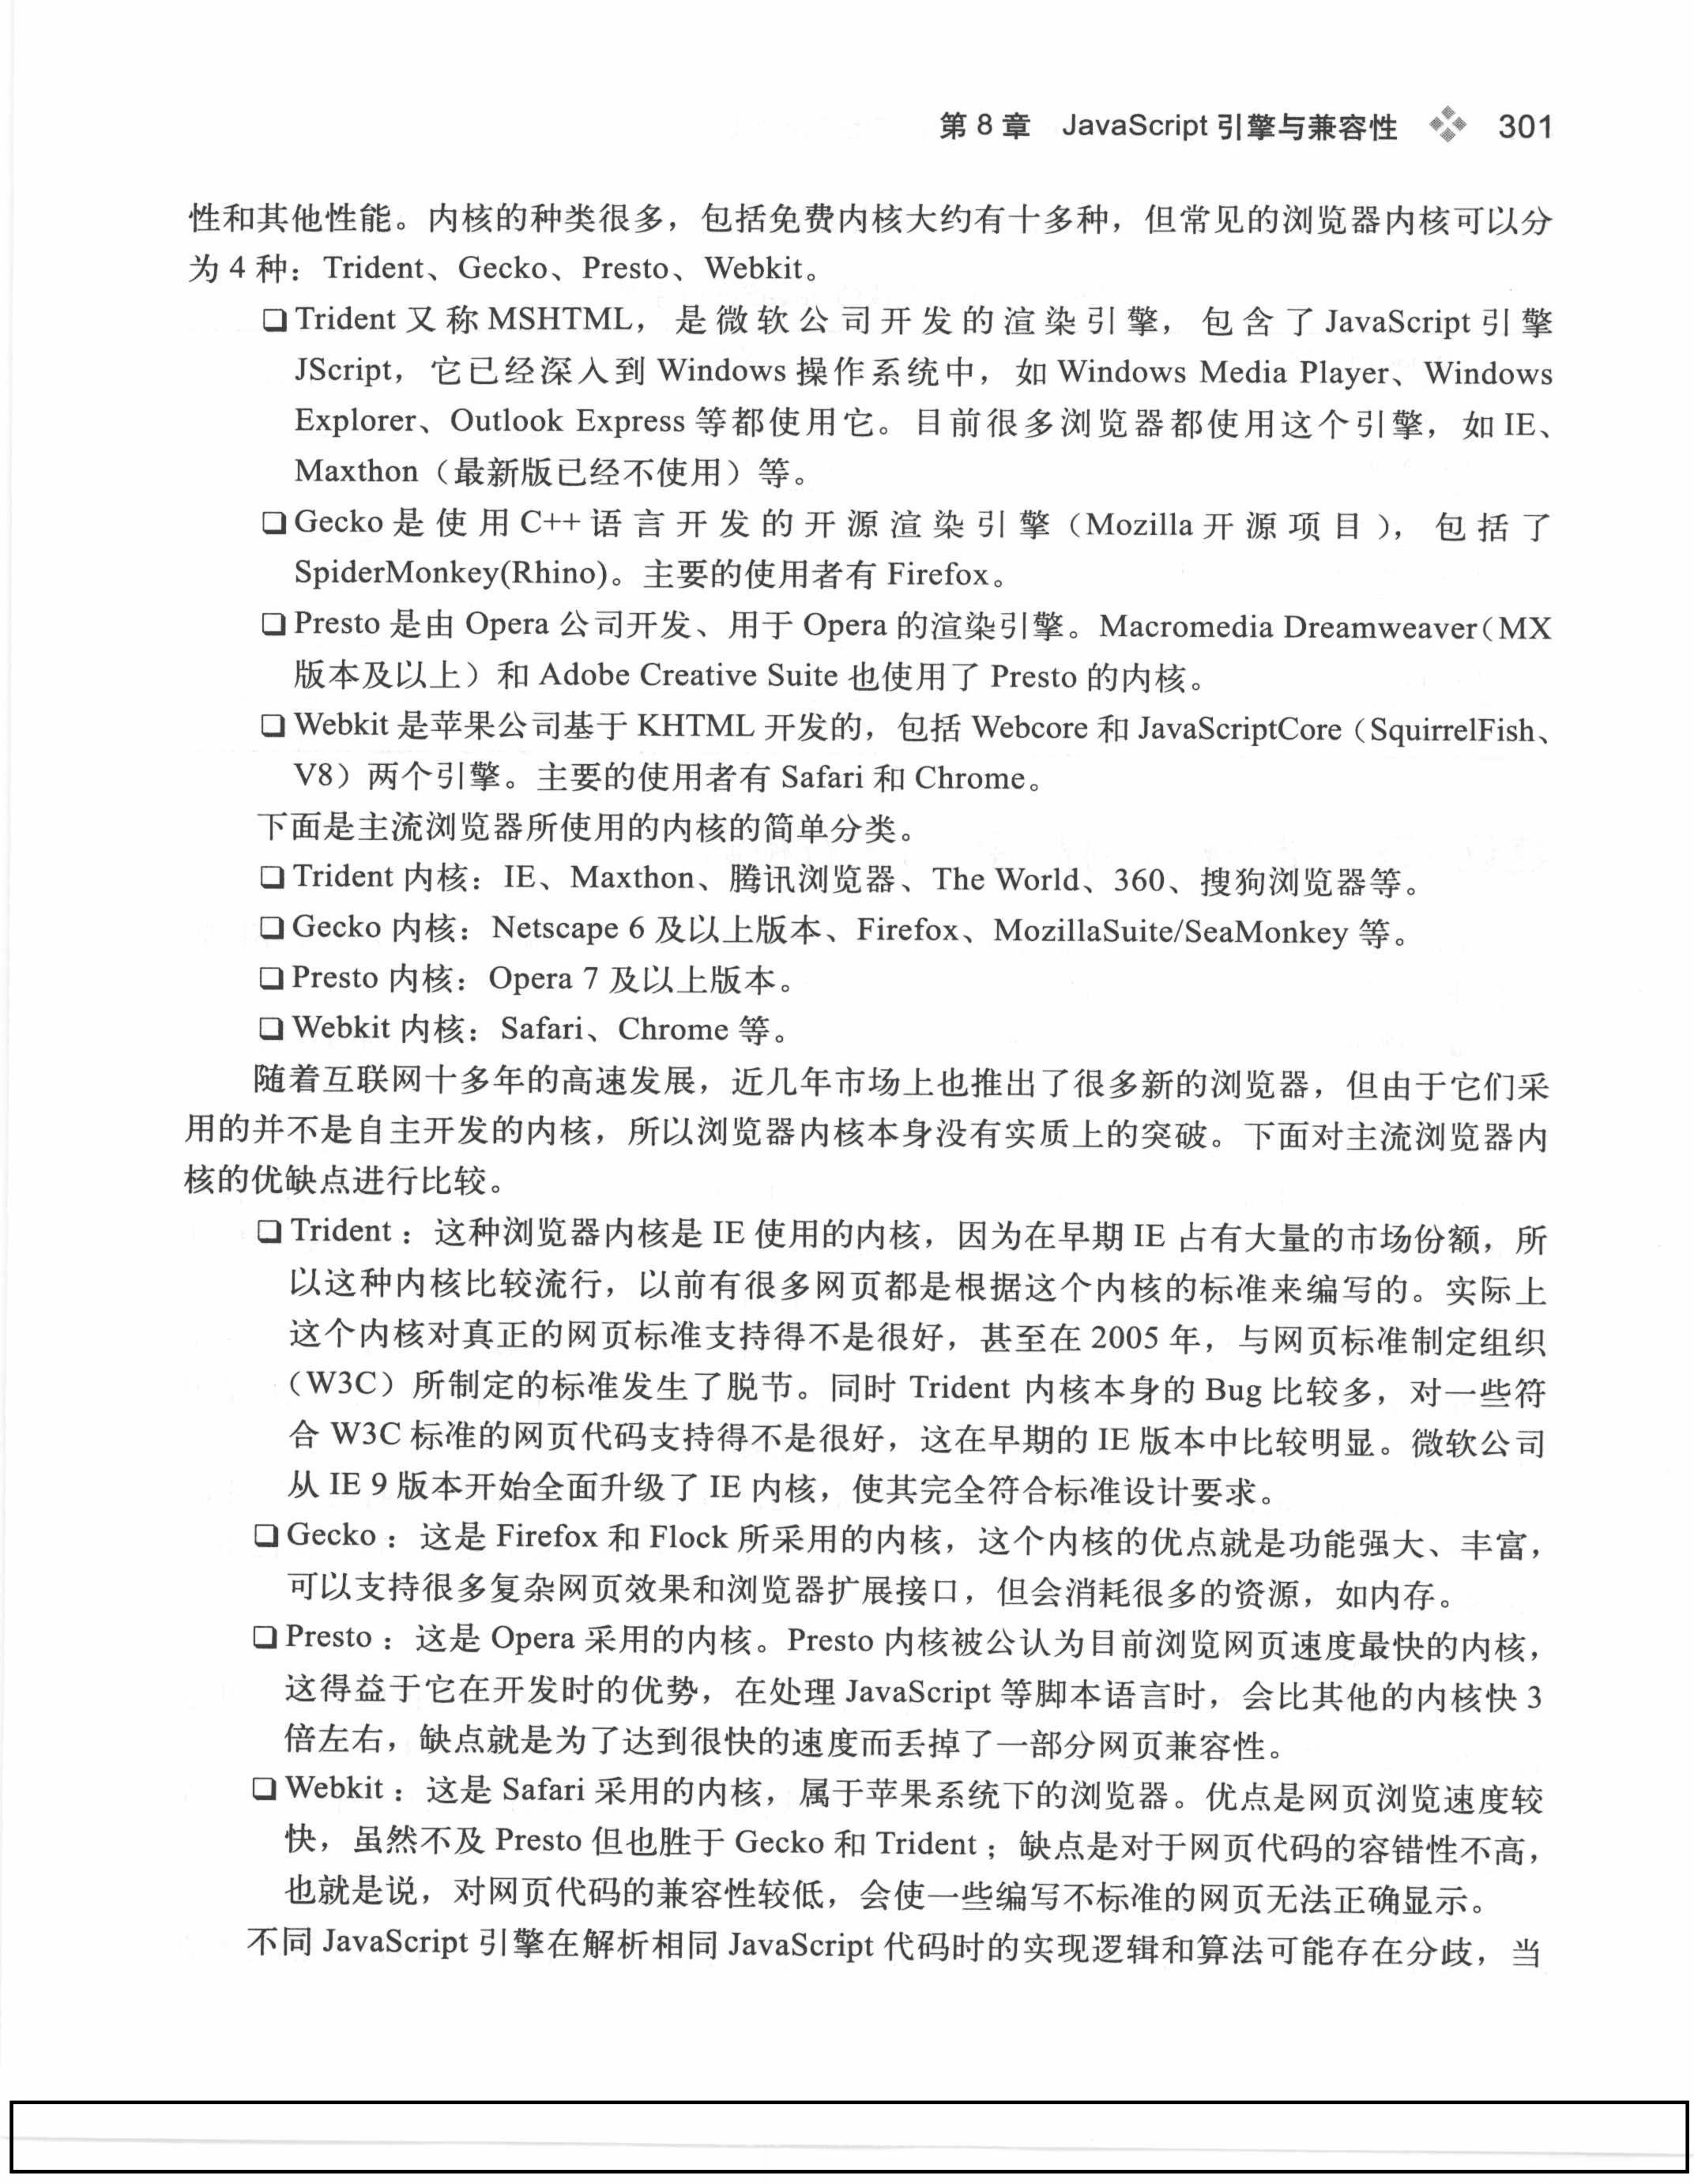 第 8 章 JavaScript 引擎与兼容性 301
性和其他性能。内核的种类很多，包括免费内核大约有十多种，但常见的浏览器内核可以分
为 4 种：Trident、Gecko、Presto、Webkit。
❑ Trident 又称 MSHTML，是微软公司开发的渲染引擎，包含了 JavaScript 引擎
JScript，它已经深入到 Windows 操作系统中，如 Windows Media Player、Windows
Explorer、Outlook Express 等都使用它。目前很多浏览器都使用这个引擎，如 IE、
Maxthon（最新版已经不使用）等。
❑ Gecko 是使用 C++ 语言开发的开源渲染引擎（Mozilla 开源项目），包括了
SpiderMonkey(Rhino)。主要的使用者有 Firefox。
❑ Presto 是由 Opera 公司开发、用于 Opera 的渲染引擎。Macromedia Dreamweaver（MX
版本及以上）和 Adobe Creative Suite 也使用了 Presto 的内核。
❑ Webkit 是苹果公司基于 KHTML 开发的，包括 Webcore 和 JavaScriptCore（SquirrelFish、
V8）两个引擎。主要的使用者有 Safari 和 Chrome。
下面是主流浏览器所使用的内核的简单分类。
❑ Trident 内核：IE、Maxthon、腾讯浏览器、The World、360、搜狗浏览器等。
❑ Gecko 内核：Netscape 6 及以上版本、Firefox、MozillaSuite/SeaMonkey 等。
❑ Presto 内核：Opera 7 及以上版本。
❑ Webkit 内核：Safari、Chrome 等。
随着互联网十多年的高速发展，近几年市场上也推出了很多新的浏览器，但由于它们采
用的并不是自主开发的内核，所以浏览器内核本身没有实质上的突破。下面对主流浏览器内
核的优缺点进行比较。
❑ Trident：这种浏览器内核是 IE 使用的内核，因为在早期 IE 占有大量的市场份额，所
以这种内核比较流行，以前有很多网页都是根据这个内核的标准来编写的。实际上
这个内核对真正的网页标准支持得不是很好，甚至在 2005 年，与网页标准制定组织
（W3C）所制定的标准发生了脱节。同时 Trident 内核本身的 Bug 比较多，对一些符
合 W3C 标准的网页代码支持得不是很好，这在早期的 IE 版本中比较明显。微软公司
从 IE 9 版本开始全面升级了 IE 内核，使其完全符合标准设计要求。
❑ Gecko：这是 Firefox 和 Flock 所采用的内核，这个内核的优点就是功能强大、丰富，
可以支持很多复杂网页效果和浏览器扩展接口，但会消耗很多的资源，如内存。
❑ Presto：这是 Opera 采用的内核。Presto 内核被公认为目前浏览网页速度最快的内核，
这得益于它在开发时的优势，在处理 JavaScript 等脚本语言时，会比其他的内核快 3
倍左右，缺点就是为了达到很快的速度而丢掉了一部分网页兼容性。
❑ Webkit：这是 Safari 采用的内核，属于苹果系统下的浏览器。优点是网页浏览速度较
快，虽然不及 Presto 但也胜于 Gecko 和 Trident；缺点是对于网页代码的容错性不高，
也就是说，对网页代码的兼容性较低，会使一些编写不标准的网页无法正确显示。
不同 JavaScript 引擎在解析相同 JavaScript 代码时的实现逻辑和算法可能存在分歧，当